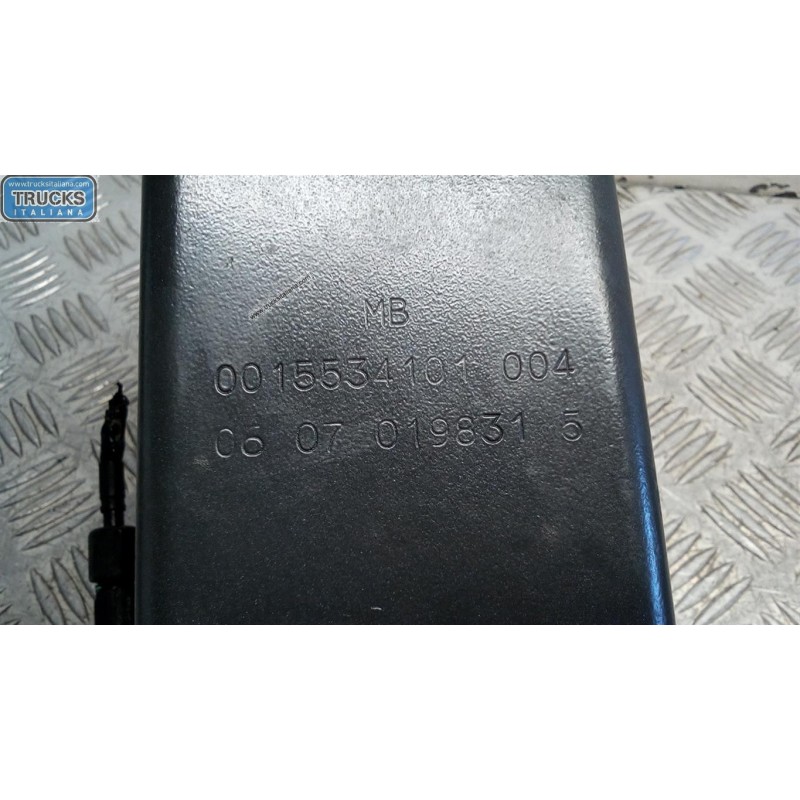 www.trucksitaliana.com
TRUCKS
ITALIANA
MB
0015534101 004
06 07 019831 5